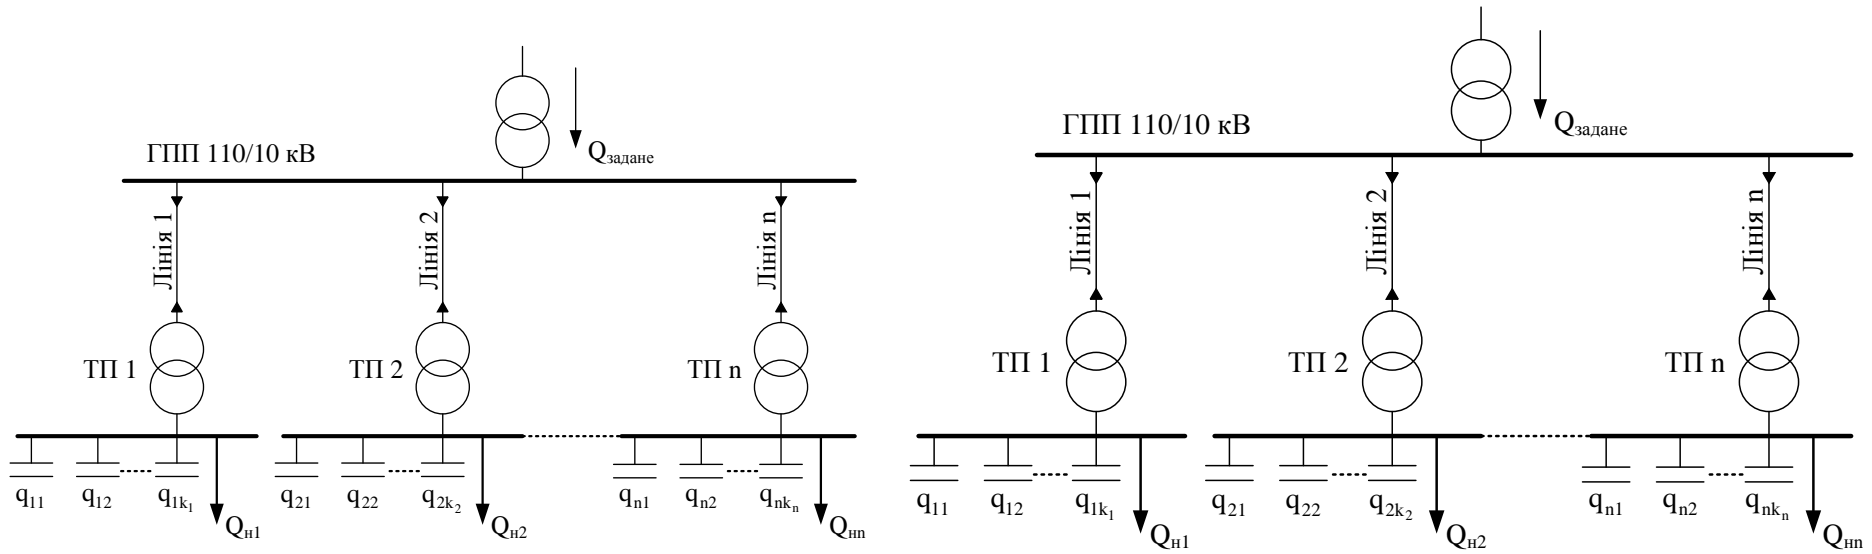 ГПП 110/10 кВ
Qзадане
Лінія 1
Лінія 2
Лінія n
ТП 1
ТП 2
ТП n
q11 q12 q1k1
q21 q22 q2k2
qn1 qn2 qnkn
Qн1
Qн2
Qнn
ГПП 110/10 кВ
Qзадане
Лінія 1
Лінія 2
Лінія n
ТП 1
ТП 2
ТП n
q11 q12 q1k1
q21 q22 q2k2
qn1 qn2 qnkn
Qн1
Qн2
Qнn